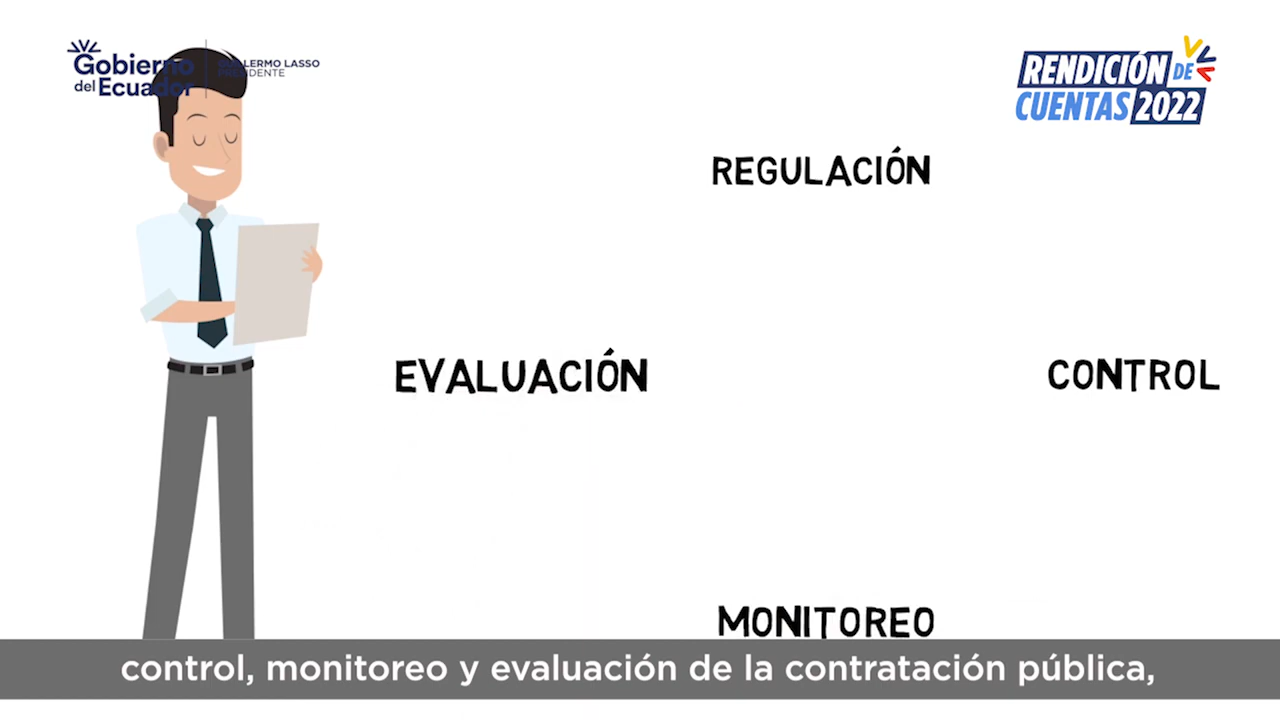 Gobierno
del Ecuador
GUILLERMO LASSO
PRESIDENTE
RENDICIÓN DE
CUENTAS 2022
REGULACIÓN
EVALUACIÓN
CONTROL
MONITOREO
control, monitoreo y evaluación de la contratación pública,